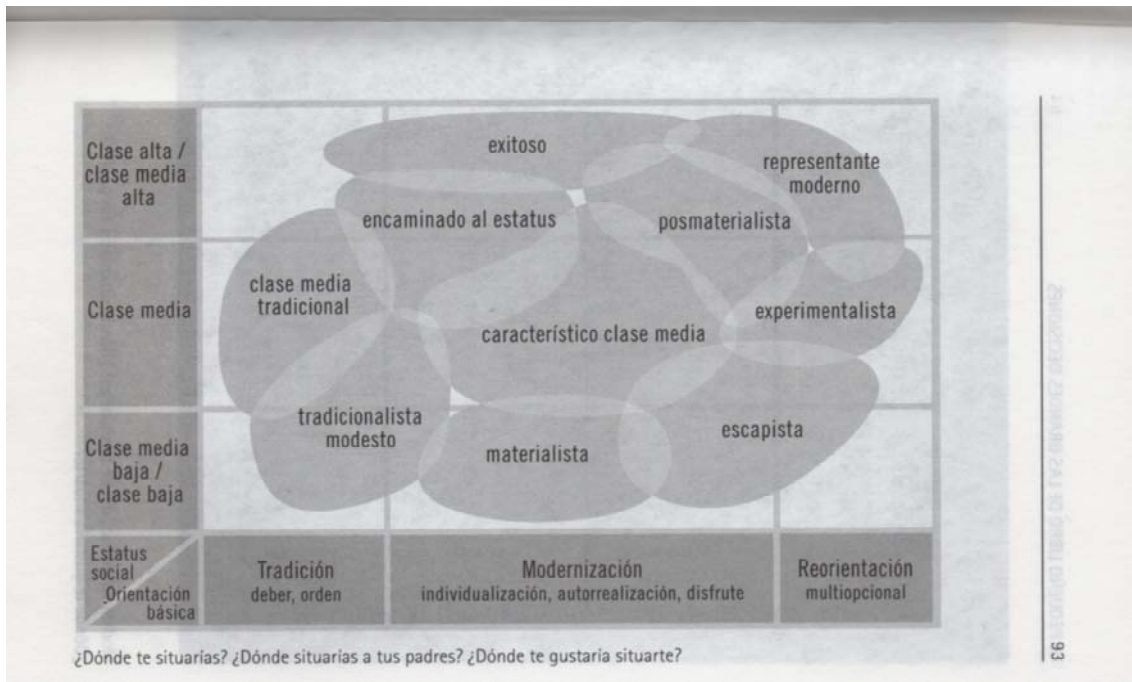 Clase alta /
clase media
alta
exitoso
representante
moderno
encaminado al estatus
posmaterialista
clase media
tradicional
Clase media
experimentalista
característico clase media
tradicionalista
modesto
escapista
Clase media
baja /
clase baja
materialista
Estatus
social
Orientación
básica
Tradición
deber, orden
Modernización
individualización, autorrealización, disfrute
Reorientación
multiopcional
¿Dónde te situarías? ¿Dónde situarías a tus padres? ¿Dónde te gustaría situarte?
93